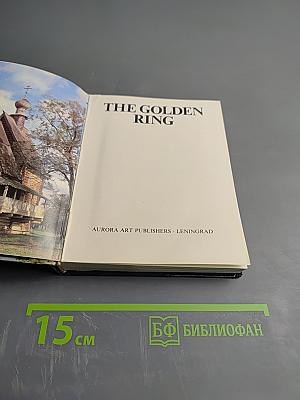 THE GOLDEN
RING
AURORA ART PUBLISHERS · LENINGRAD
15 см
БФ БИБЛИОФАН